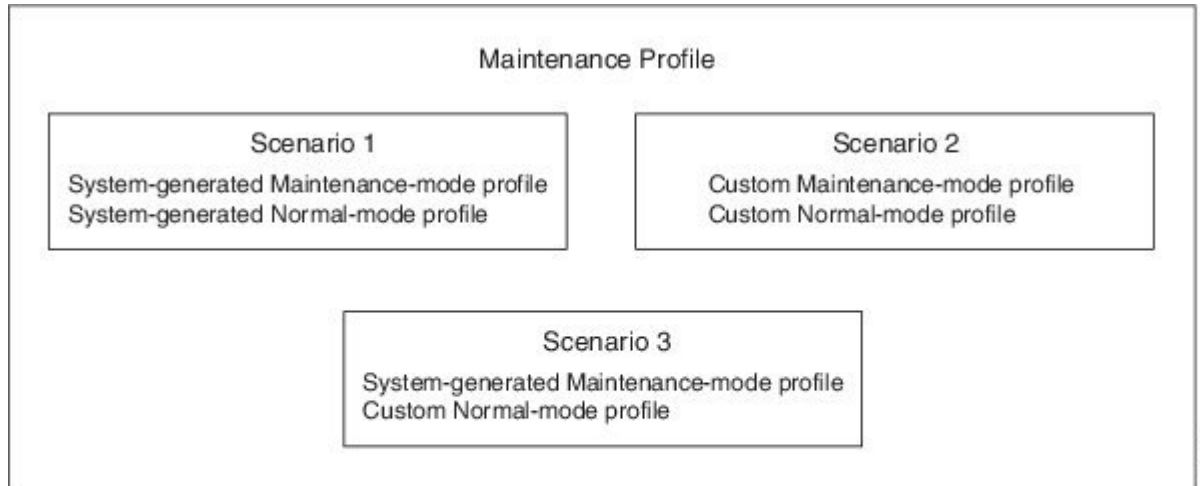 Maintenance Profile
Scenario 1
System-generated Maintenance-mode profile
System-generated Normal-mode profile
Scenario 2
Custom Maintenance-mode profile
Custom Normal-mode profile
Scenario 3
System-generated Maintenance-mode profile
Custom Normal-mode profile